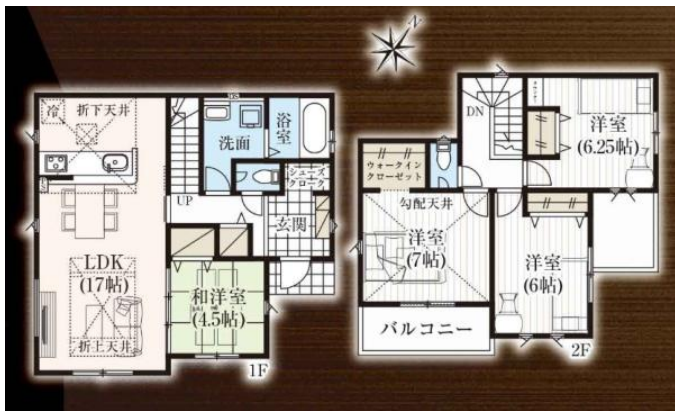 N
折下天井
冷
洗面
浴室
シューズ
クローク
UP
玄関
LDK
(17帖)
和洋室
(4.5帖)
折上天井
1F
DN
洋室
(6.25帖)
ウォークイン
クローゼット
勾配天井
洋室
(7帖)
洋室
(6帖)
バルコニー
2F